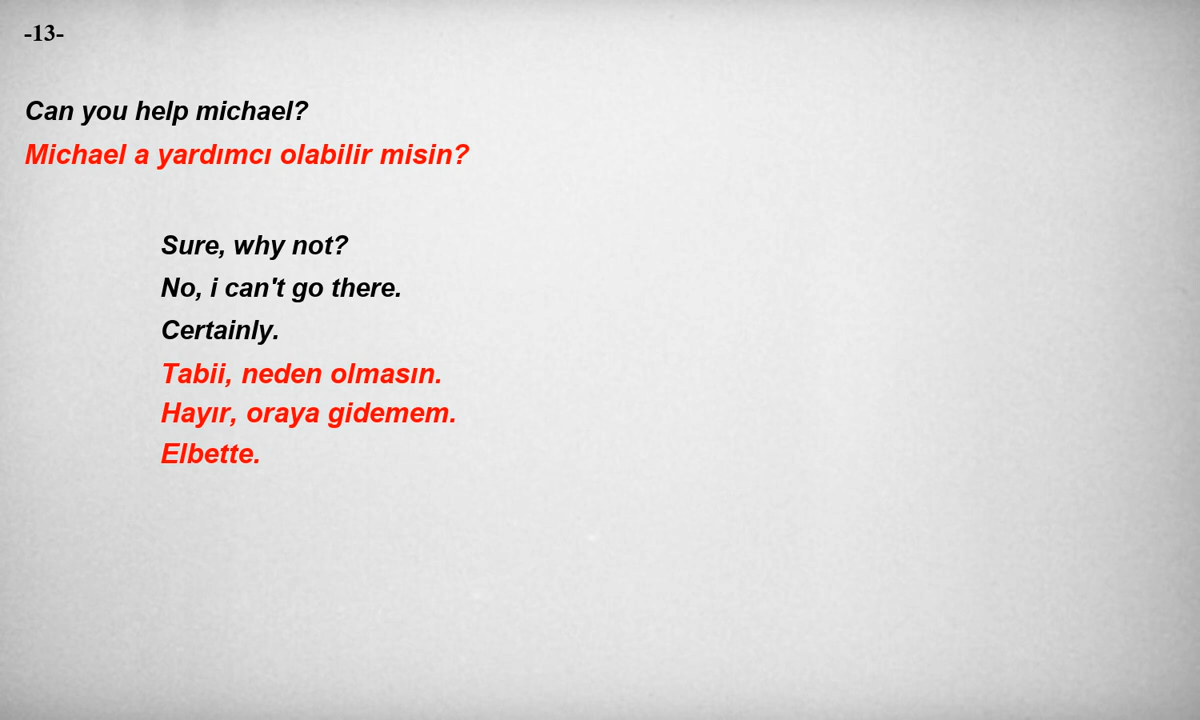 -13-
Can you help michael?
Michael a yardımcı olabilir misin?
Sure, why not?
No, i can't go there.
Certainly.
Tabii, neden olmasın.
Hayır, oraya gidemem.
Elbette.